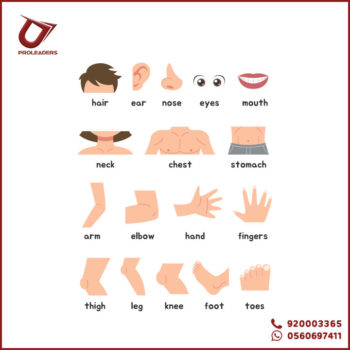 PROLEADERS
hair ear nose eyes mouth
neck chest stomach
arm elbow hand fingers
thigh leg knee foot toes
920003365
0560697411